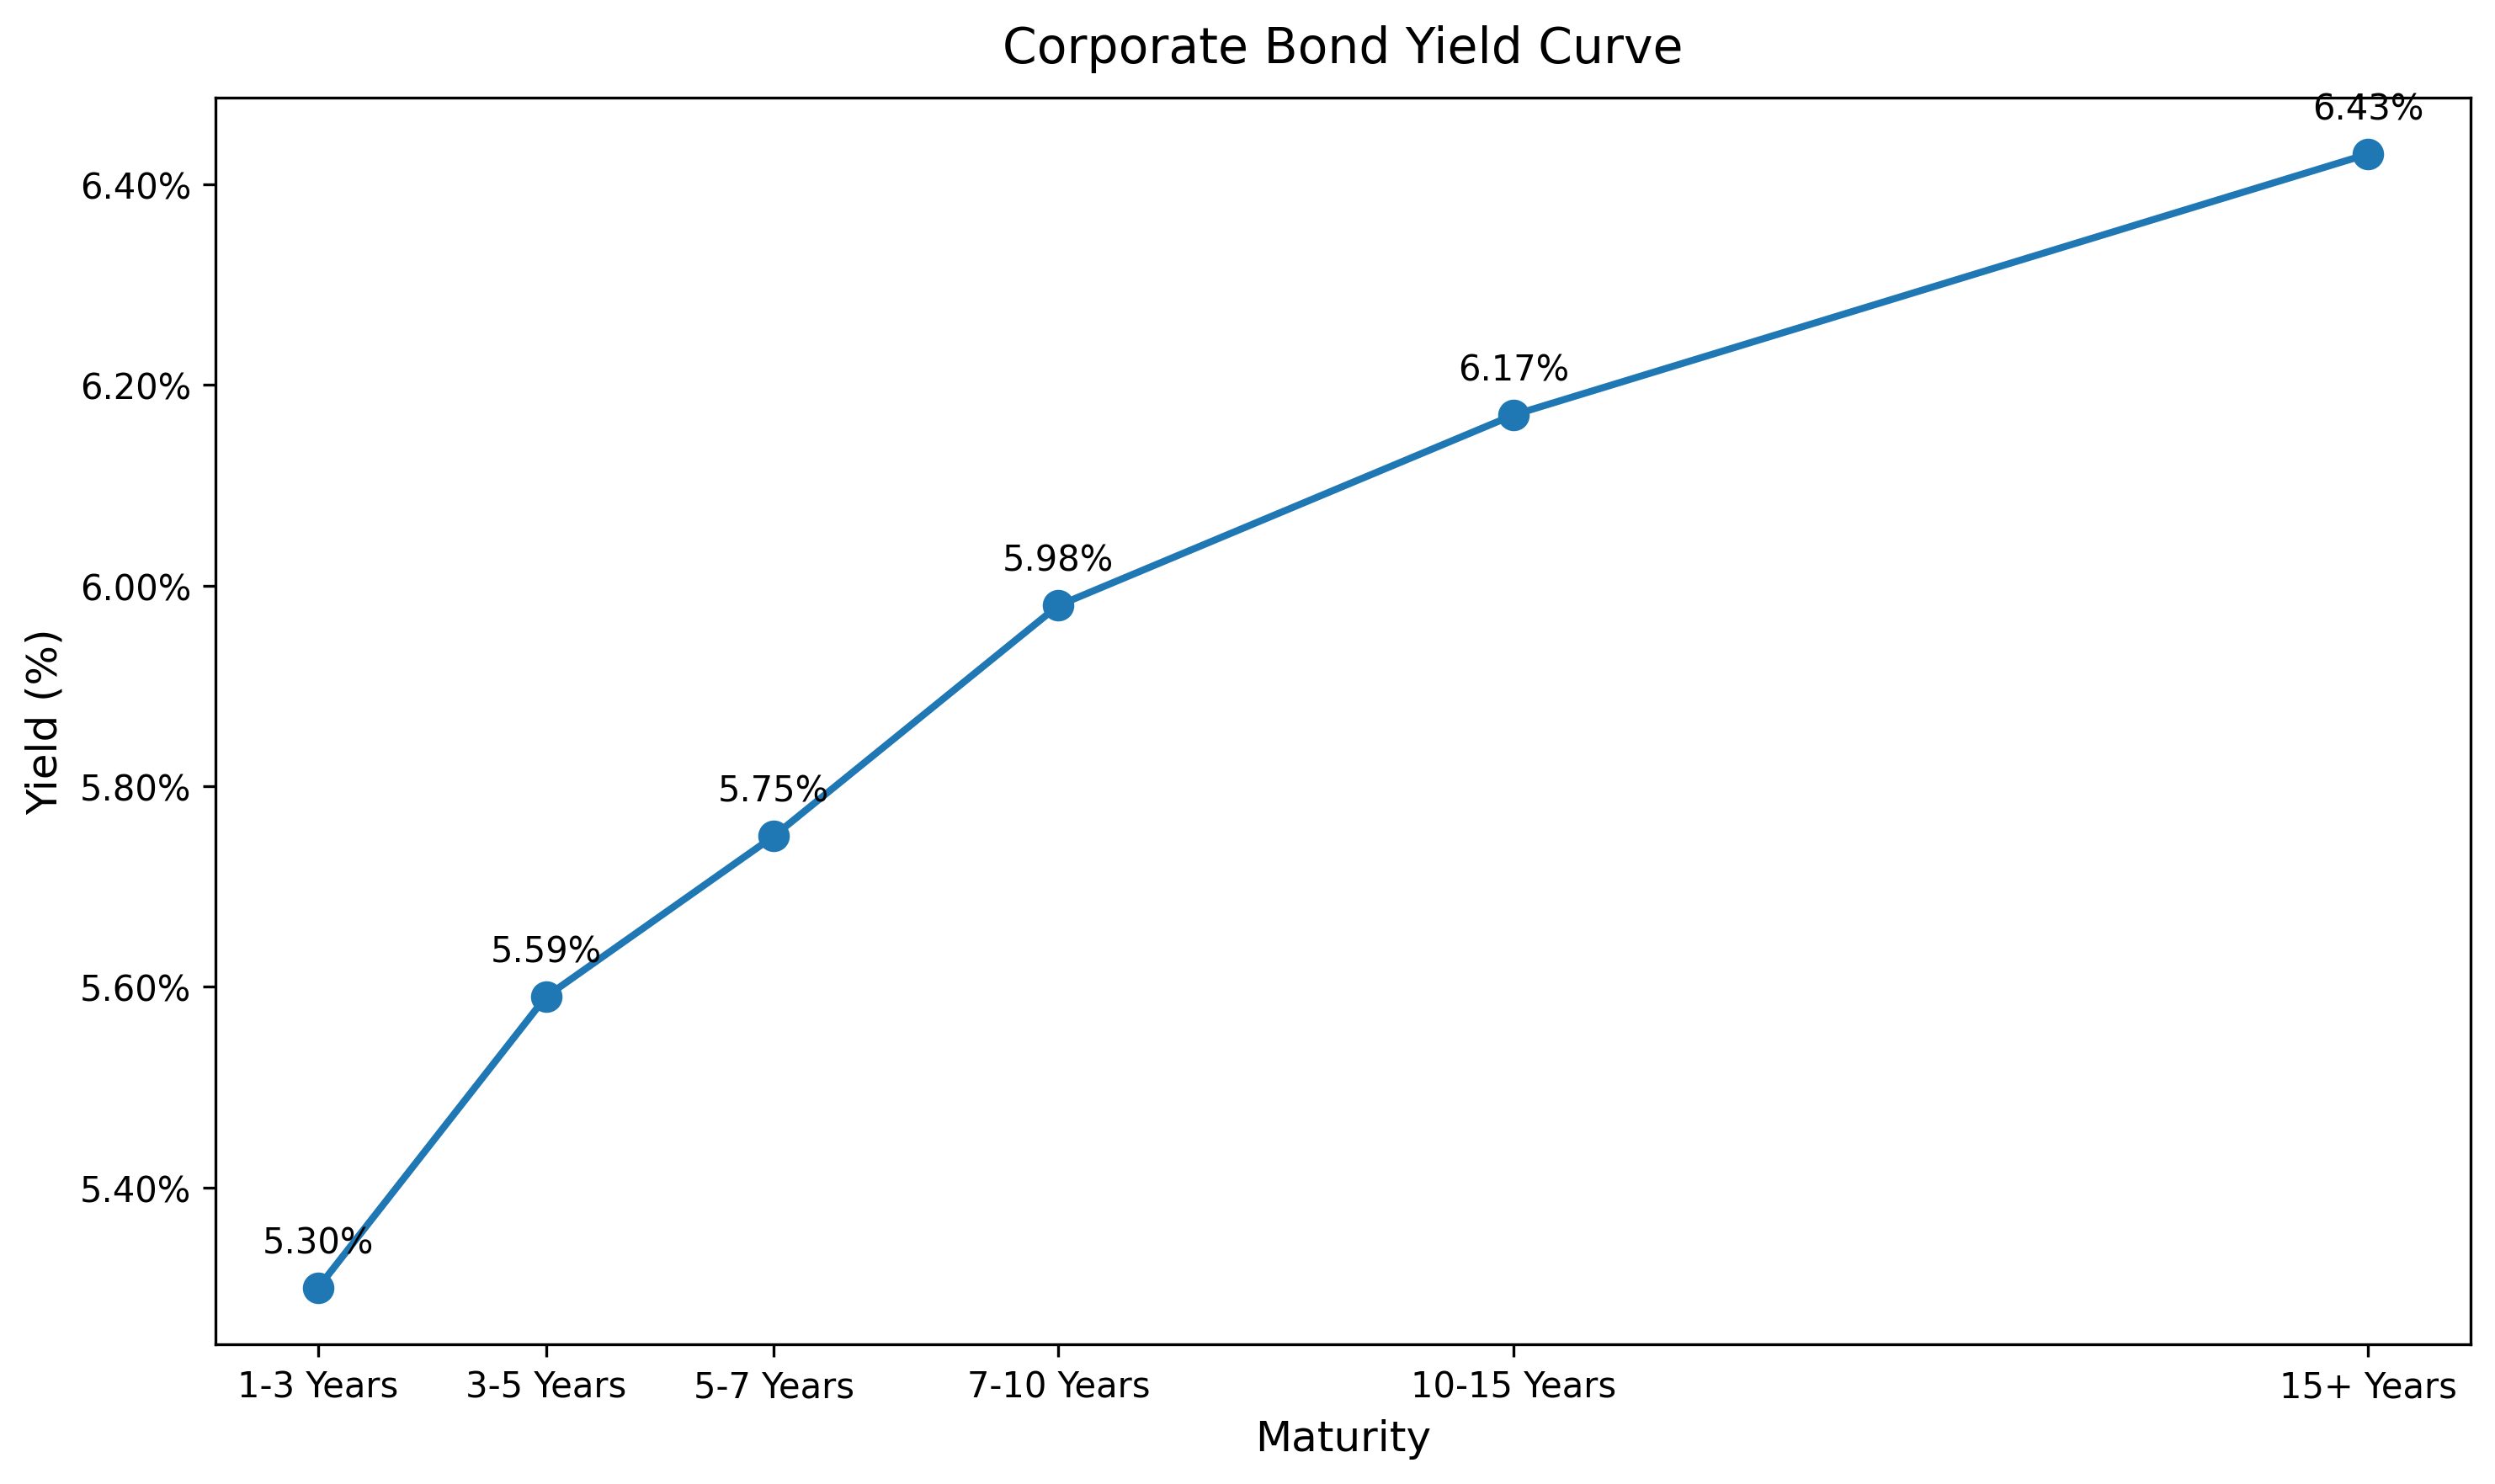 Corporate Bond Yield Curve
6.43%
6.40%
6.20%
6.17%
6.00%
5.98%
5.80%
5.75%
5.60%
5.59%
5.40%
5.30%
Yield (%)
1-3 Years
3-5 Years
5-7 Years
7-10 Years
10-15 Years
15+ Years
Maturity